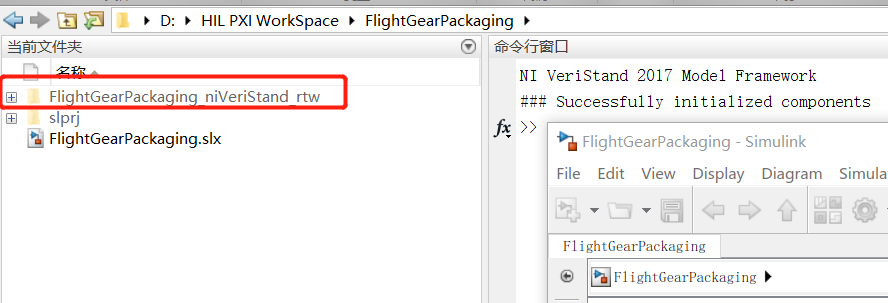 D: ▸ HIL PXI WorkSpace ▸ FlightGearPackaging ▸
当前文件夹
名称
FlightGearPackaging_niVeriStand_rtw
slprj
FlightGearPackaging.slx
命令行窗口
NI VeriStand 2017 Model Framework
### Successfully initialized components
fx >>
FlightGearPackaging - Simulink
File Edit View Display Diagram Simula
FlightGearPackaging
FlightGearPackaging